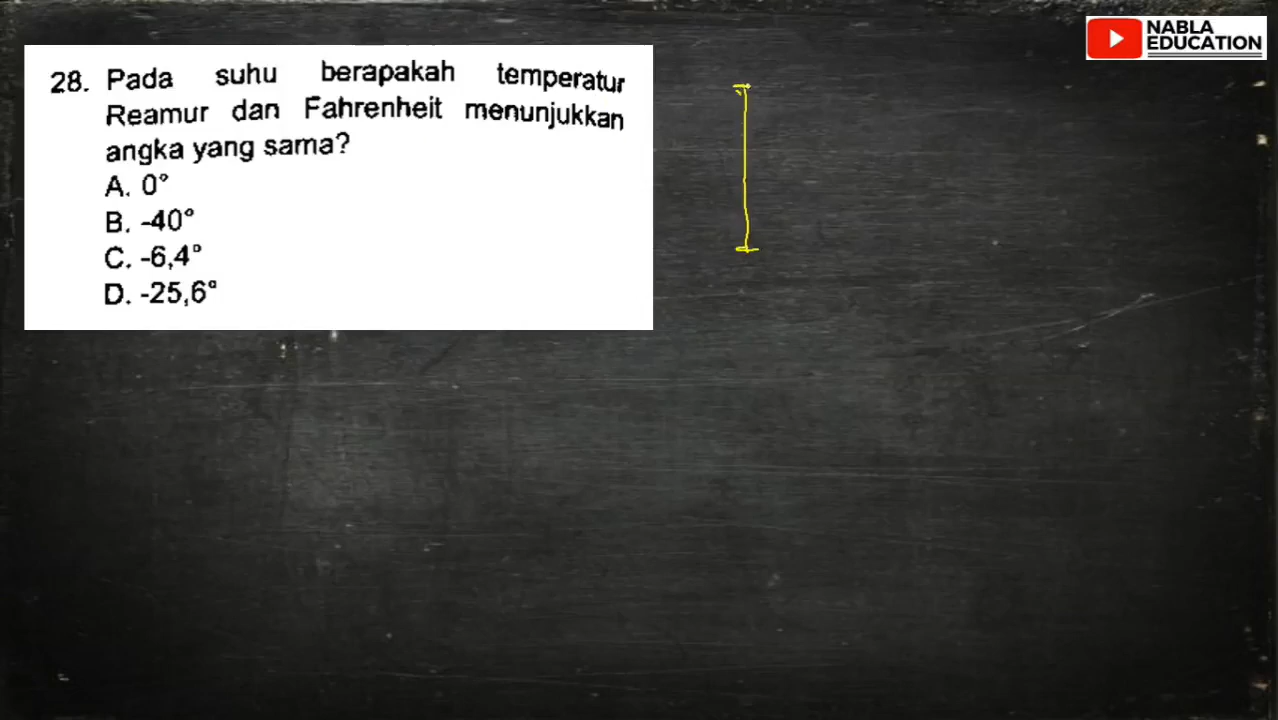 NABLA
EDUCATION
28. Pada suhu berapakah temperatur
Reamur dan Fahrenheit menunjukkan
angka yang sama?
A. 0°
B. -40°
C. -6,4°
D. -25,6°